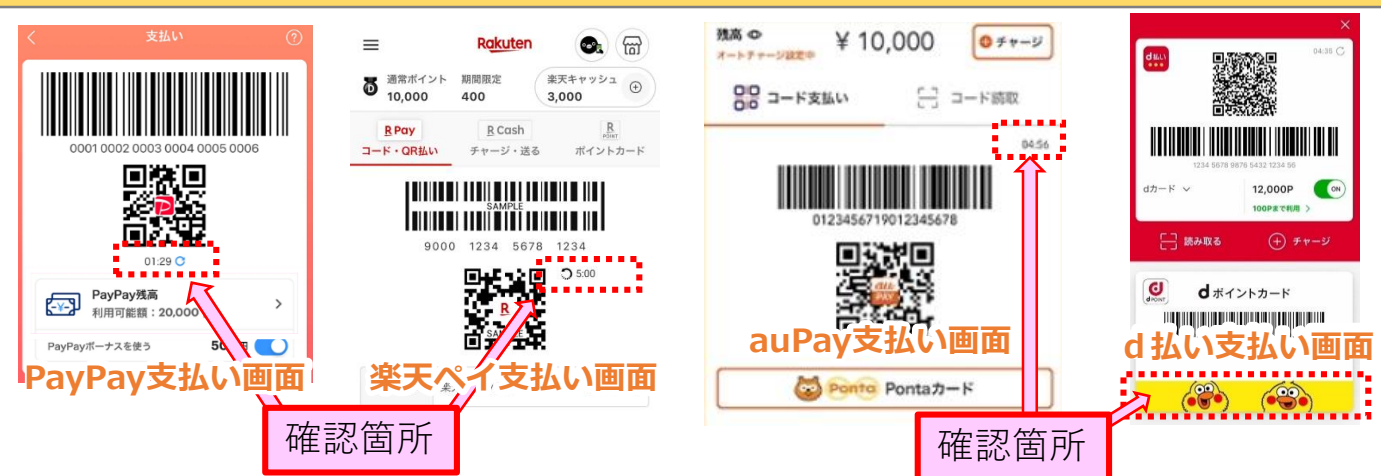 支払い
0001 0002 0003 0004 0005 0006
01:29
PayPay残高
利用可能額：20,000
PayPayボーナスを使う
PayPay支払い画面
Rakuten
通常ポイント
10,000
期間限定
400
楽天キャッシュ
3,000
R Pay
コード・QR払い
R Cash
チャージ・送る
R
POINT
ポイントカード
SAMPLE
9000 1234 5678 1234
5:00
R
楽天ペイ支払い画面
確認箇所
残高
オートチャージ設定中
¥ 10,000
チャージ
コード支払い
コード読取
04:56
0123456719012345678
au
PAY
auPay支払い画面
Ponta Pontaカード
d払い
04:35
1234 5678 9876 5432 1234 56
dカード
12,000P
ON
100Pまで利用
読み取る
チャージ
d POINT
dポイントカード
d払い支払い画面
確認箇所